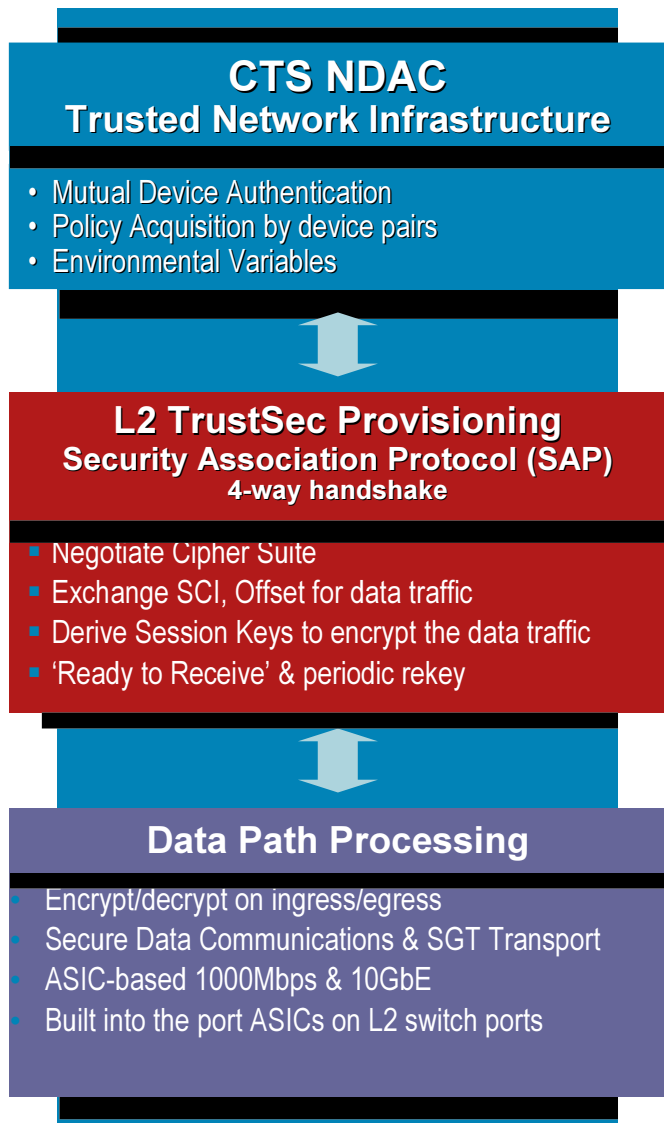 CTS NDAC
Trusted Network Infrastructure
• Mutual Device Authentication
• Policy Acquisition by device pairs
• Environmental Variables
L2 TrustSec Provisioning
Security Association Protocol (SAP)
4-way handshake
▪ Negotiate Cipher Suite
▪ Exchange SCI, Offset for data traffic
▪ Derive Session Keys to encrypt the data traffic
▪ ‘Ready to Receive’ & periodic rekey
Data Path Processing
• Encrypt/decrypt on ingress/egress
• Secure Data Communications & SGT Transport
• ASIC-based 1000Mbps & 10GbE
• Built into the port ASICs on L2 switch ports